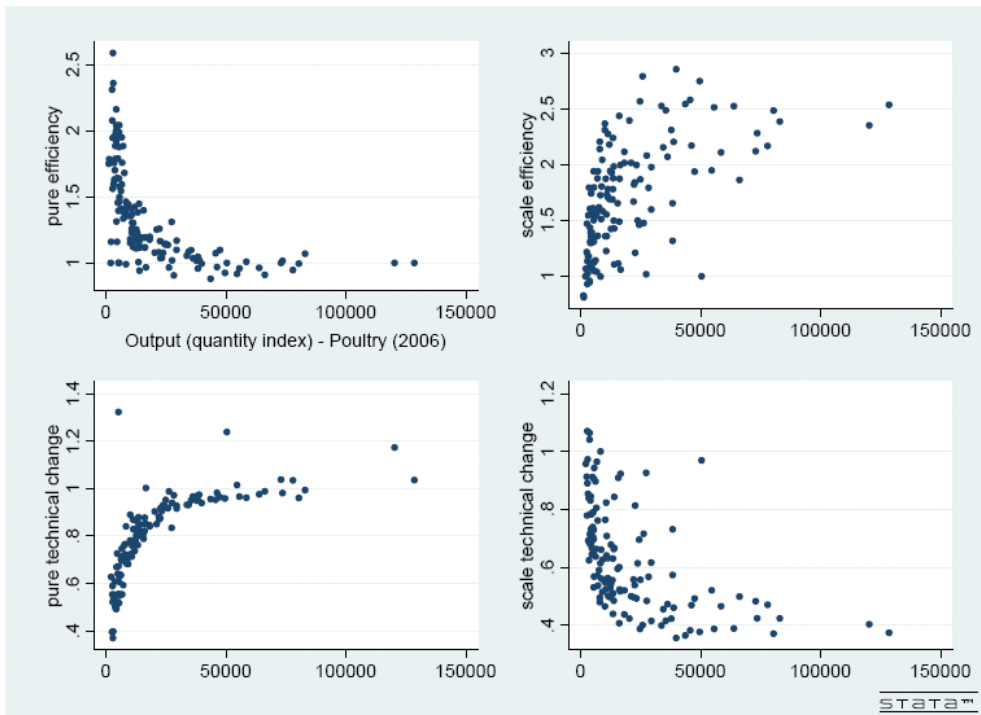 pure efficiency
2.5
2
1.5
1
0 50000 100000 150000
Output (quantity index) - Poultry (2006)
scale efficiency
3
2.5
2
1.5
1
0 50000 100000 150000
pure technical change
1.4
1.2
1
.8
.6
.4
0 50000 100000 150000
scale technical change
1.2
1
.8
.6
.4
0 50000 100000 150000
STATA™